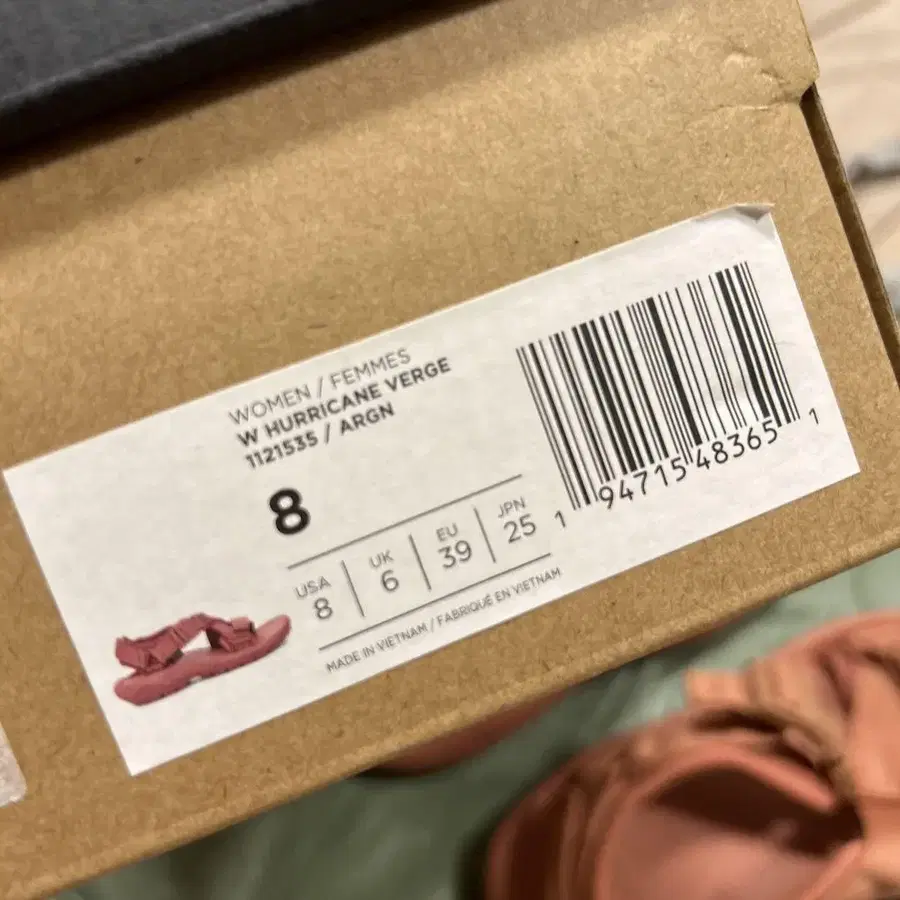 WOMEN / FEMMES
W HURRICANE VERGE
1121535 / ARGN
8
USA UK EU JPN
8 6 39 25
MADE IN VIETNAM / FABRIQUÉ EN VIETNAM
1 94715 48365 1